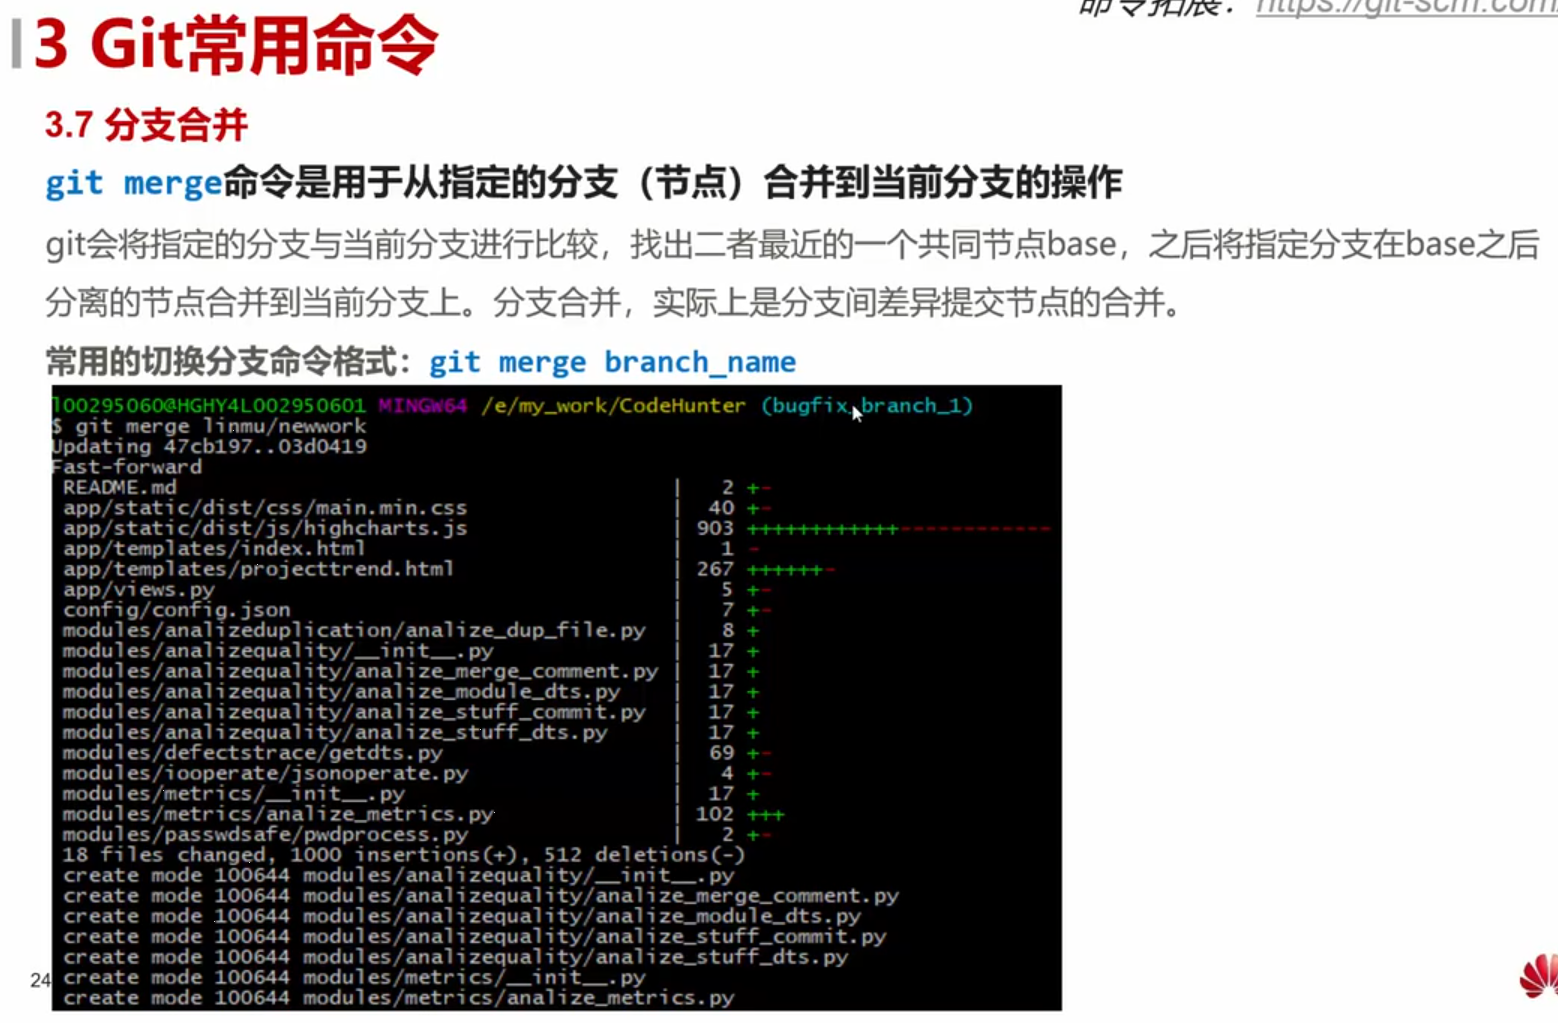 命令拓展：https://git-scm.com/
3 Git常用命令
3.7 分支合并
git merge命令是用于从指定的分支（节点）合并到当前分支的操作
git会将指定的分支与当前分支进行比较，找出二者最近的一个共同节点base，之后将指定分支在base之后
分离的节点合并到当前分支上。分支合并，实际上是分支间差异提交节点的合并。
常用的切换分支命令格式：git merge branch_name
l00295060@HGHY4L002950601 MINGW64 /e/my_work/CodeHunter (bugfix_branch_1)
$ git merge linmu/newwork
Updating 47cb197..03d0419
Fast-forward
README.md | 2 +-
app/static/dist/css/main.min.css | 40 +-
app/static/dist/js/highcharts.js | 903 ++++++++++++------------
app/templates/index.html | 1 -
app/templates/projecttrend.html | 267 ++++++-
app/views.py | 5 +-
config/config.json | 7 +-
modules/analizeduplication/analize_dup_file.py | 8 +
modules/analizequality/__init__.py | 17 +
modules/analizequality/analize_merge_comment.py | 17 +
modules/analizequality/analize_module_dts.py | 17 +
modules/analizequality/analize_stuff_commit.py | 17 +
modules/analizequality/analize_stuff_dts.py | 17 +
modules/defectstrace/getdts.py | 69 +-
modules/iooperate/jsonoperate.py | 4 +-
modules/metrics/__init__.py | 17 +
modules/metrics/analize_metrics.py | 102 +++
modules/passwdsafe/pwdprocess.py | 2 +-
18 files changed, 1000 insertions(+), 512 deletions(-)
create mode 100644 modules/analizequality/__init__.py
create mode 100644 modules/analizequality/analize_merge_comment.py
create mode 100644 modules/analizequality/analize_module_dts.py
create mode 100644 modules/analizequality/analize_stuff_commit.py
create mode 100644 modules/analizequality/analize_stuff_dts.py
create mode 100644 modules/metrics/__init__.py
create mode 100644 modules/metrics/analize_metrics.py
24